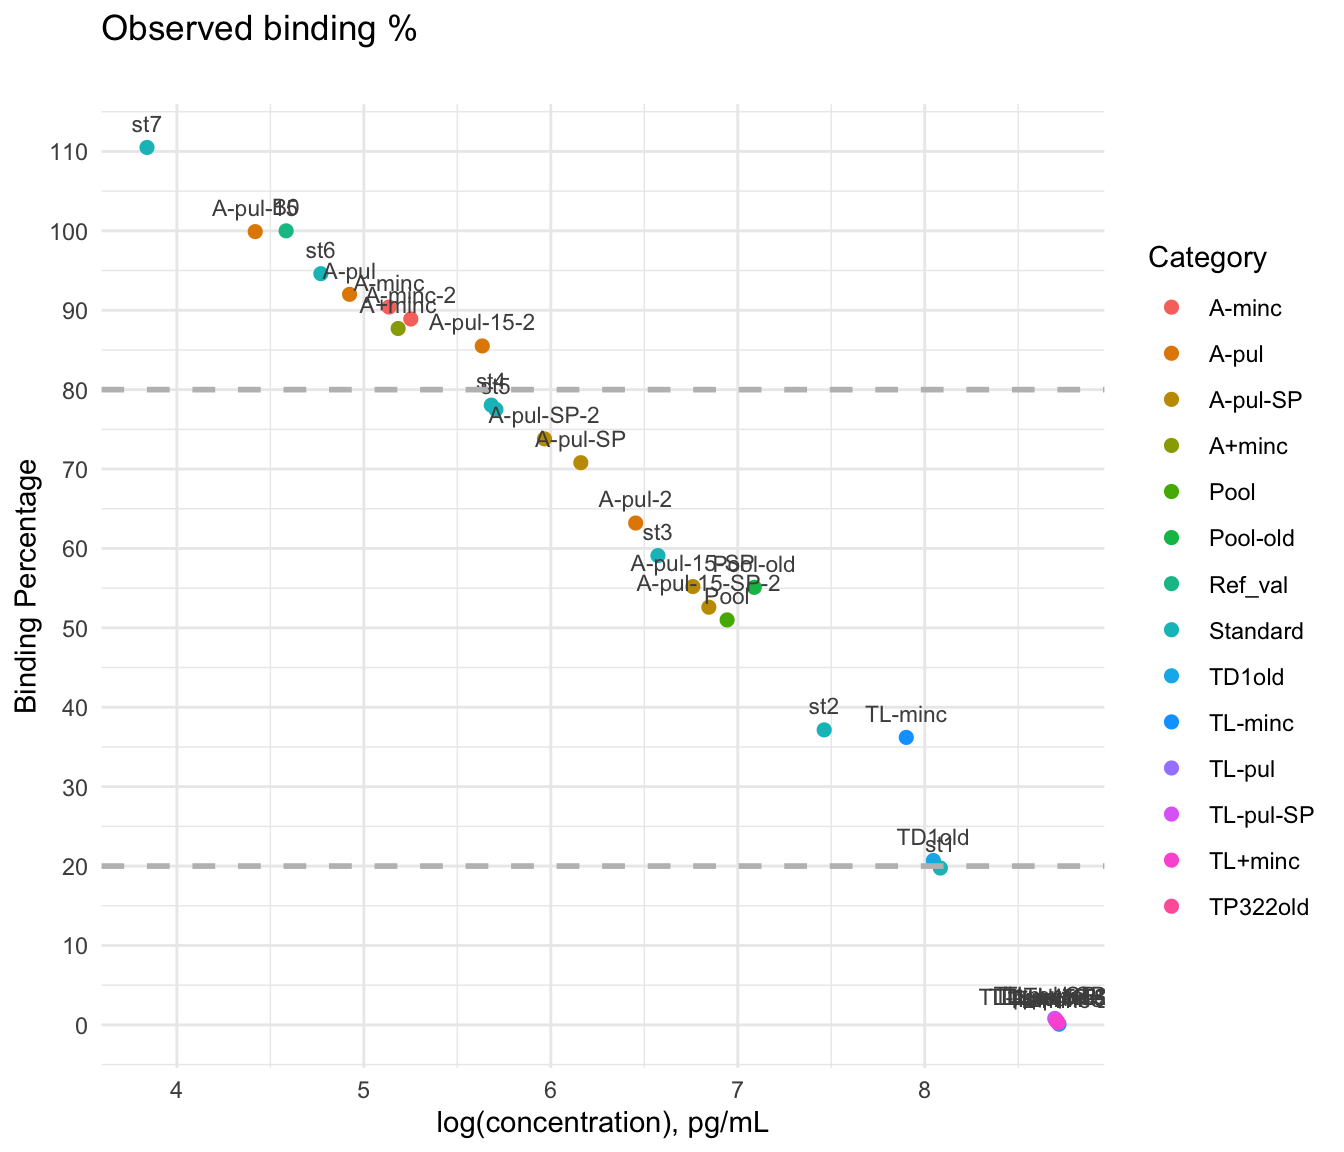 Observed binding %
st7
A-pul-15
B0
st6
A-pul
A-minc
A-minc-2
A+minc
A-pul-15-2
st4
st5
A-pul-SP-2
A-pul-SP
A-pul-2
st3
A-pul-15-SP
Pool-old
A-pul-15-SP-2
Pool
st2
TL-minc
TD1old
st1
110
100
90
80
70
60
50
40
30
20
10
0
4
5
6
7
8
Binding Percentage
log(concentration), pg/mL
Category
A-minc
A-pul
A-pul-SP
A+minc
Pool
Pool-old
Ref_val
Standard
TD1old
TL-minc
TL-pul
TL-pul-SP
TL+minc
TP322old